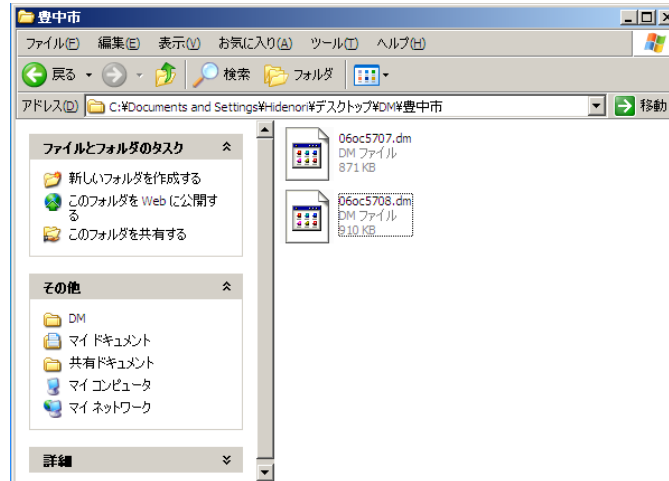 豊中市
ファイル(F) 編集(E) 表示(V) お気に入り(A) ツール(T) ヘルプ(H)
戻る 検索 フォルダ
アドレス(D) C:¥Documents and Settings¥Hidenori¥デスクトップ¥DM¥豊中市 移動
ファイルとフォルダのタスク
新しいフォルダを作成する
このフォルダを Web に公開す
る
このフォルダを共有する
その他
DM
マイ ドキュメント
共有ドキュメント
マイ コンピュータ
マイ ネットワーク
詳細
06oc5707.dm
DM ファイル
871 KB
06oc5708.dm
DM ファイル
910 KB